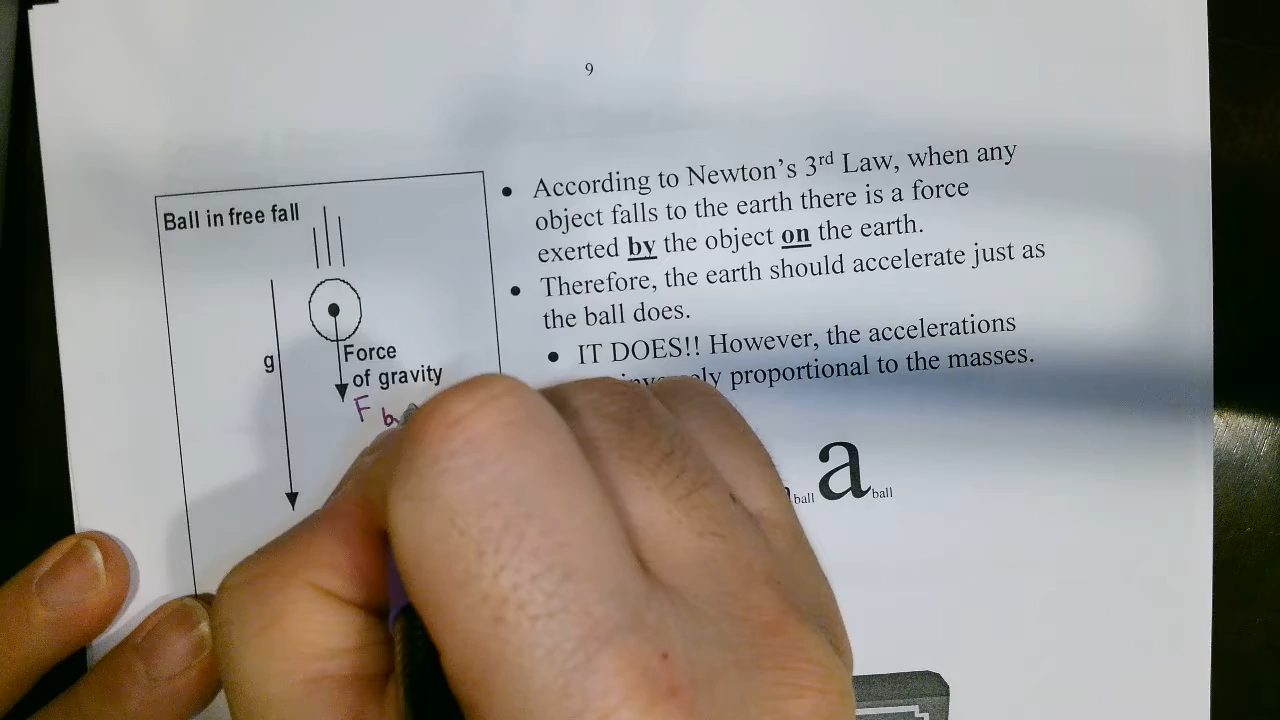 9
Ball in free fall
g
Force
of gravity
F
• According to Newton's 3rd Law, when any
object falls to the earth there is a force
exerted by the object on the earth.
• Therefore, the earth should accelerate just as
the ball does.
• IT DOES!! However, the accelerations
proportional to the masses.
ball a ball